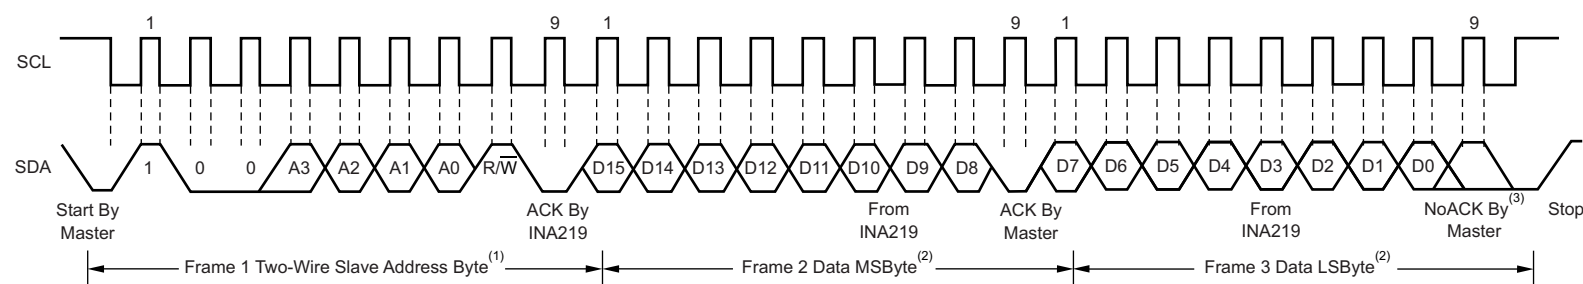 1 9 1 9 1 9
SCL
SDA 1 0 0 A3 A2 A1 A0 R/W̅ D15 D14 D13 D12 D11 D10 D9 D8 D7 D6 D5 D4 D3 D2 D1 D0
Start By
Master
ACK By
INA219
From
INA219
ACK By
Master
From
INA219
NoACK By(3)
Master
Stop
Frame 1 Two-Wire Slave Address Byte(1)
Frame 2 Data MSByte(2)
Frame 3 Data LSByte(2)